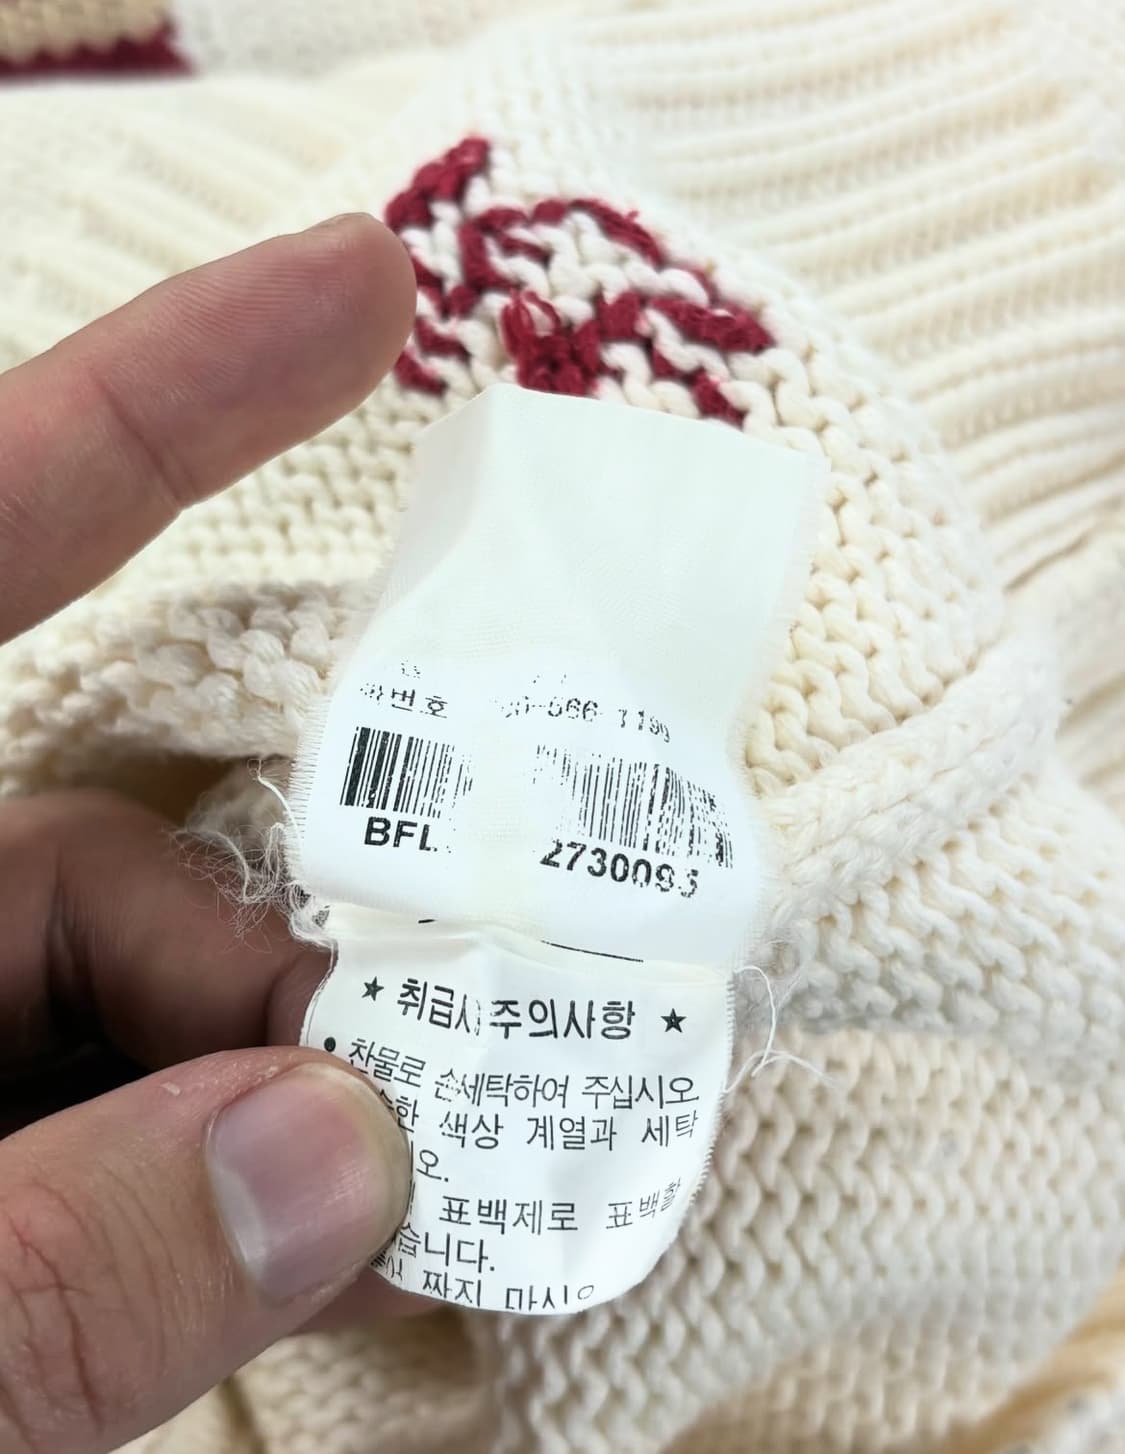 번호
BFL 2730095
★ 취급시 주의사항 ★
• 찬물로 손세탁하여 주십시오
색상 계열과 세탁
오.
표백제로 표백할
습니다.
짜지 마시오